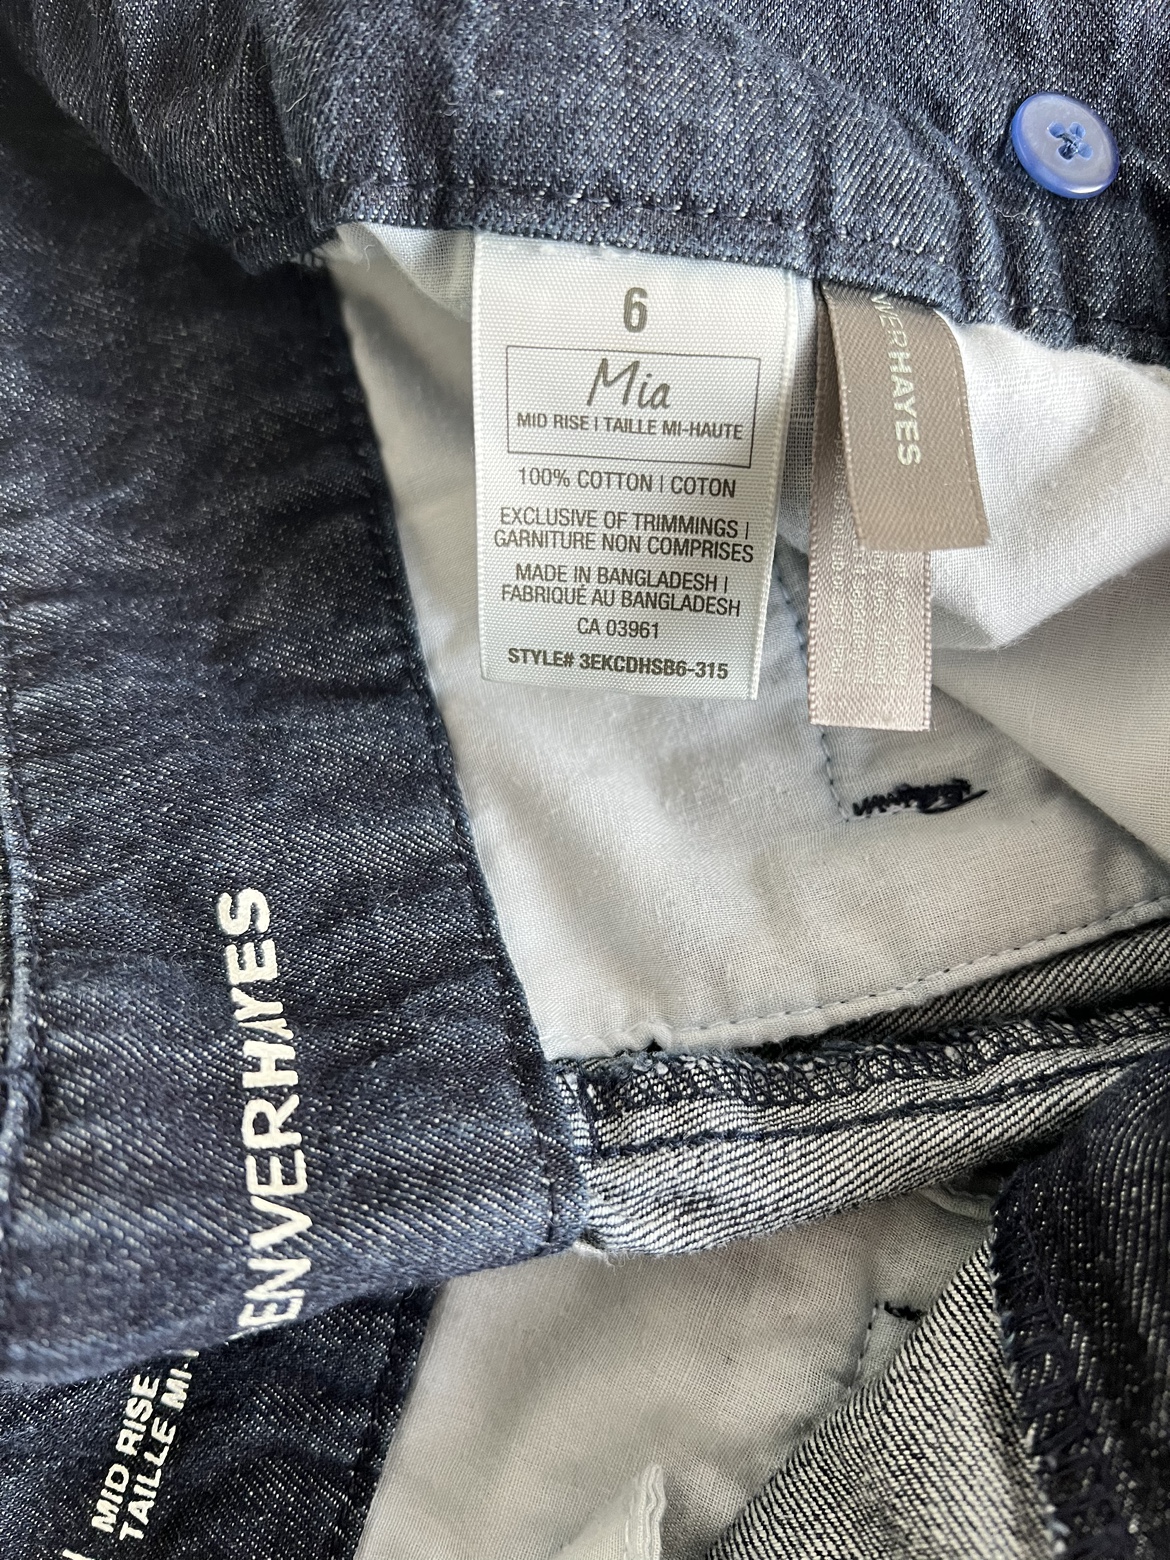 6
Mia
MID RISE | TAILLE MI-HAUTE
100% COTTON | COTON
EXCLUSIVE OF TRIMMINGS |
GARNITURE NON COMPRISES
MADE IN BANGLADESH |
FABRIQUÉ AU BANGLADESH
CA 03961
STYLE# 3EKCDHSB6-315
VERHAYES
ENVERHAYES
MID RISE
TAILLE MI-